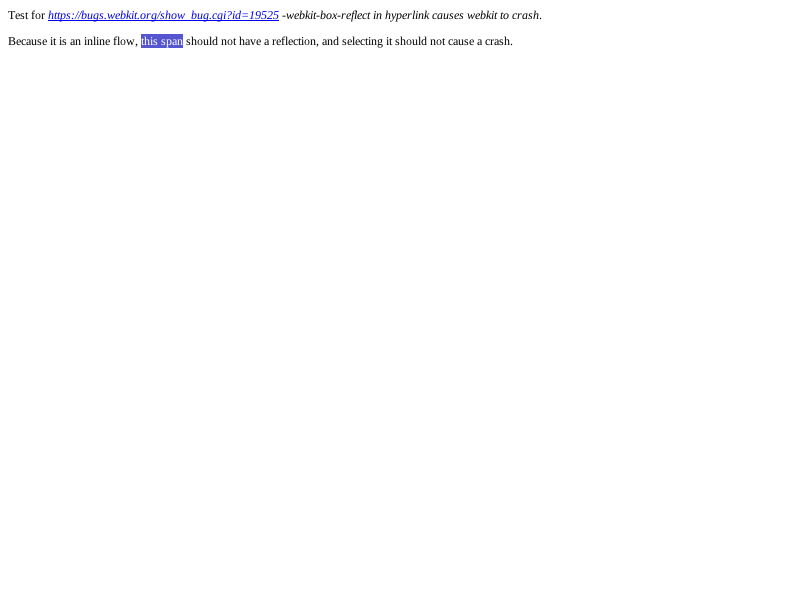 Test for https://bugs.webkit.org/show_bug.cgi?id=19525 -webkit-box-reflect in hyperlink causes webkit to crash.
Because it is an inline flow, this span should not have a reflection, and selecting it should not cause a crash.